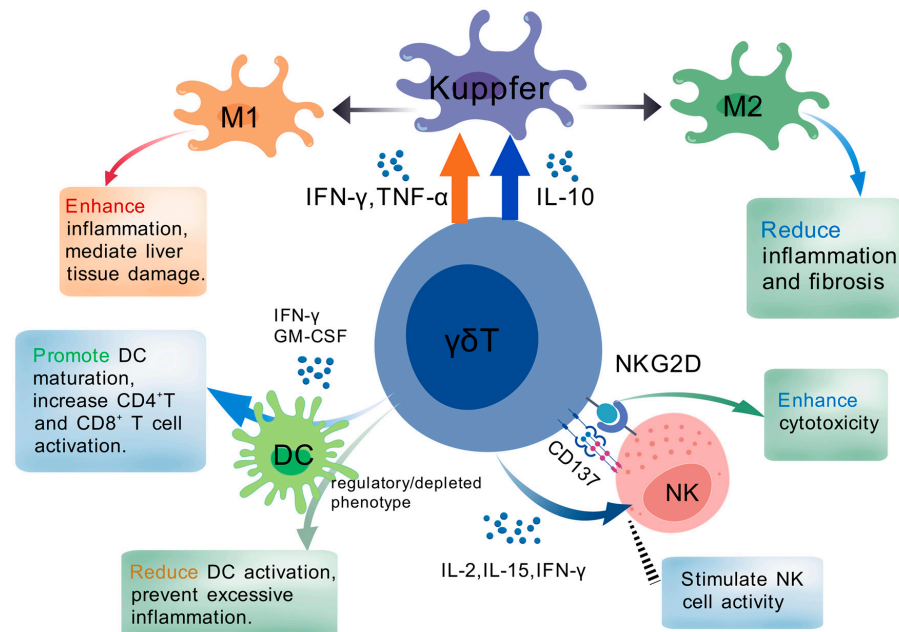 Kuppfer
M1
M2
IFN-γ,TNF-α
IL-10
Enhance
inflammation,
mediate liver
tissue damage.
Reduce
inflammation
and fibrosis
γδT
IFN-γ
GM-CSF
Promote DC
maturation,
increase CD4⁺T
and CD8⁺ T cell
activation.
DC
regulatory/depleted
phenotype
Reduce DC activation,
prevent excessive
inflammation.
NKG2D
CD137
NK
Enhance
cytotoxicity
IL-2,IL-15,IFN-γ
Stimulate NK
cell activity